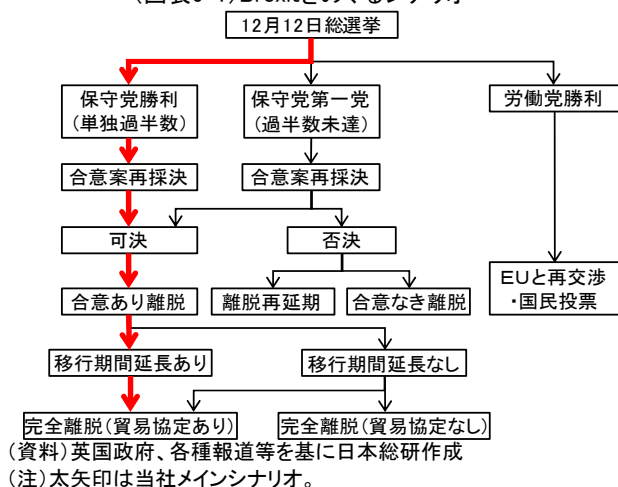 12月12日総選挙
保守党勝利
(単独過半数)
保守党第一党
(過半数未達)
労働党勝利
合意案再採決
合意案再採決
可決
否決
EUと再交渉
・国民投票
合意あり離脱
離脱再延期
合意なき離脱
移行期間延長あり
移行期間延長なし
完全離脱(貿易協定あり)
完全離脱(貿易協定なし)
(資料)英国政府、各種報道等を基に日本総研作成
(注)太矢印は当社メインシナリオ。